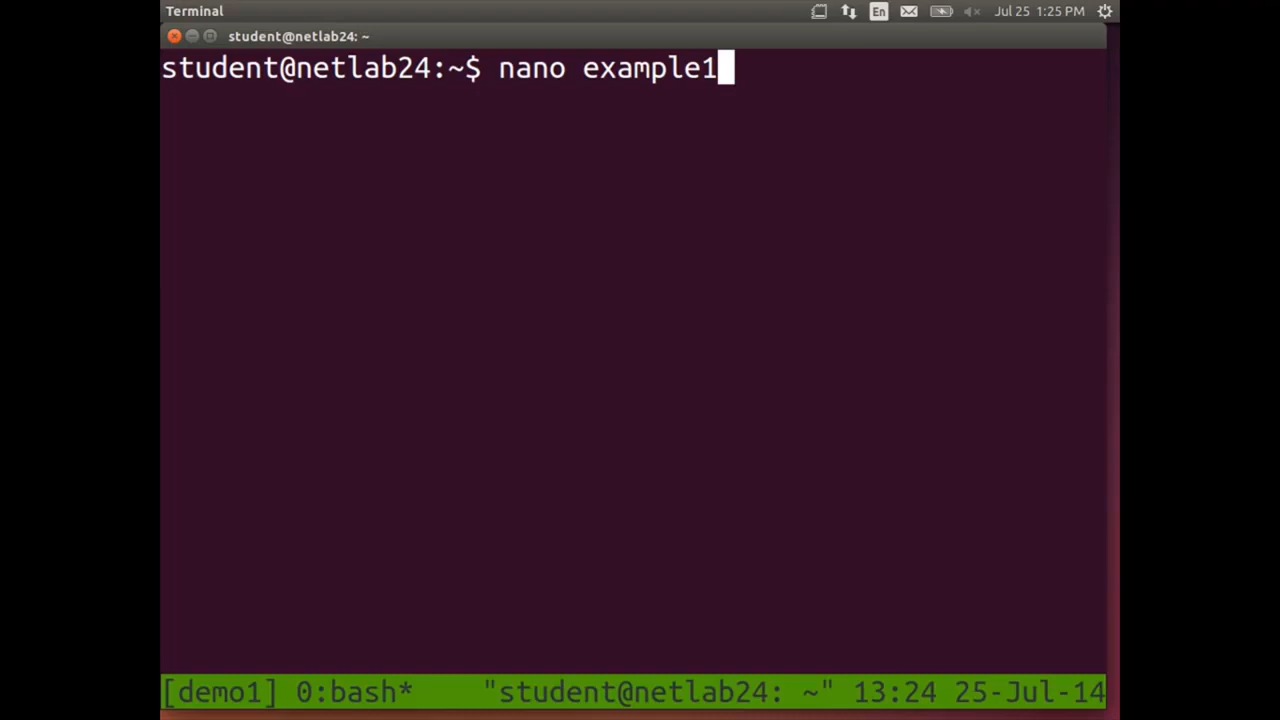 Terminal En Jul 25 1:25 PM
student@netlab24: ~
student@netlab24:~$ nano example1
[demo1] 0:bash* "student@netlab24: ~" 13:24 25-Jul-14